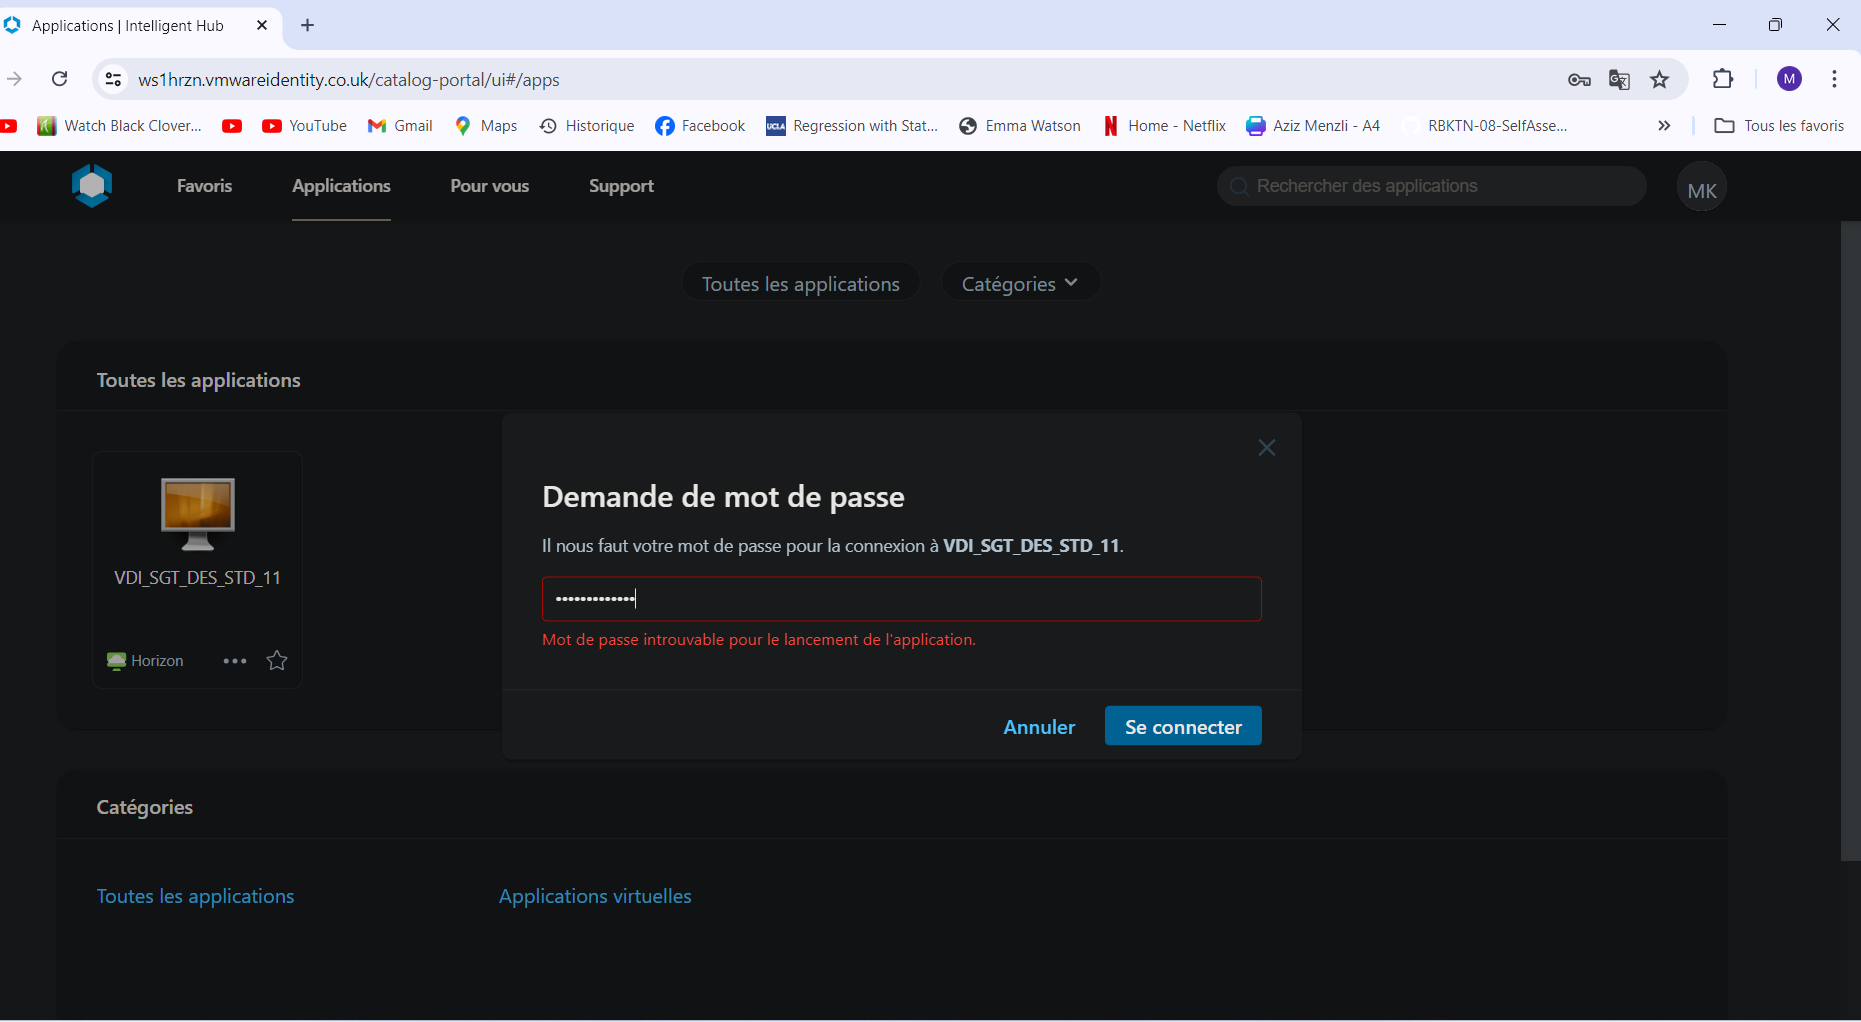 Applications | Intelligent Hub
ws1hrzn.vmwareidentity.co.uk/catalog-portal/ui#/apps
M
Watch Black Clover... YouTube Gmail Maps Historique Facebook UCLA Regression with Stat... Emma Watson Home - Netflix Aziz Menzli - A4 RBKTN-08-SelfAsse... » Tous les favoris
Favoris Applications Pour vous Support Rechercher des applications MK
Toutes les applications Catégories
Toutes les applications
Demande de mot de passe
Il nous faut votre mot de passe pour la connexion à VDI_SGT_DES_STD_11.
VDI_SGT_DES_STD_11
•••••••••••••
Mot de passe introuvable pour le lancement de l'application.
Horizon
Annuler Se connecter
Catégories
Toutes les applications Applications virtuelles